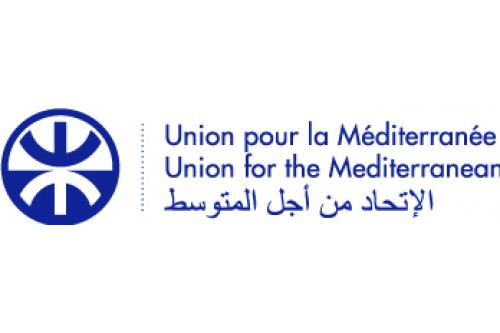 Union pour la Méditerranée
Union for the Mediterranean
الإتحاد من أجل المتوسط